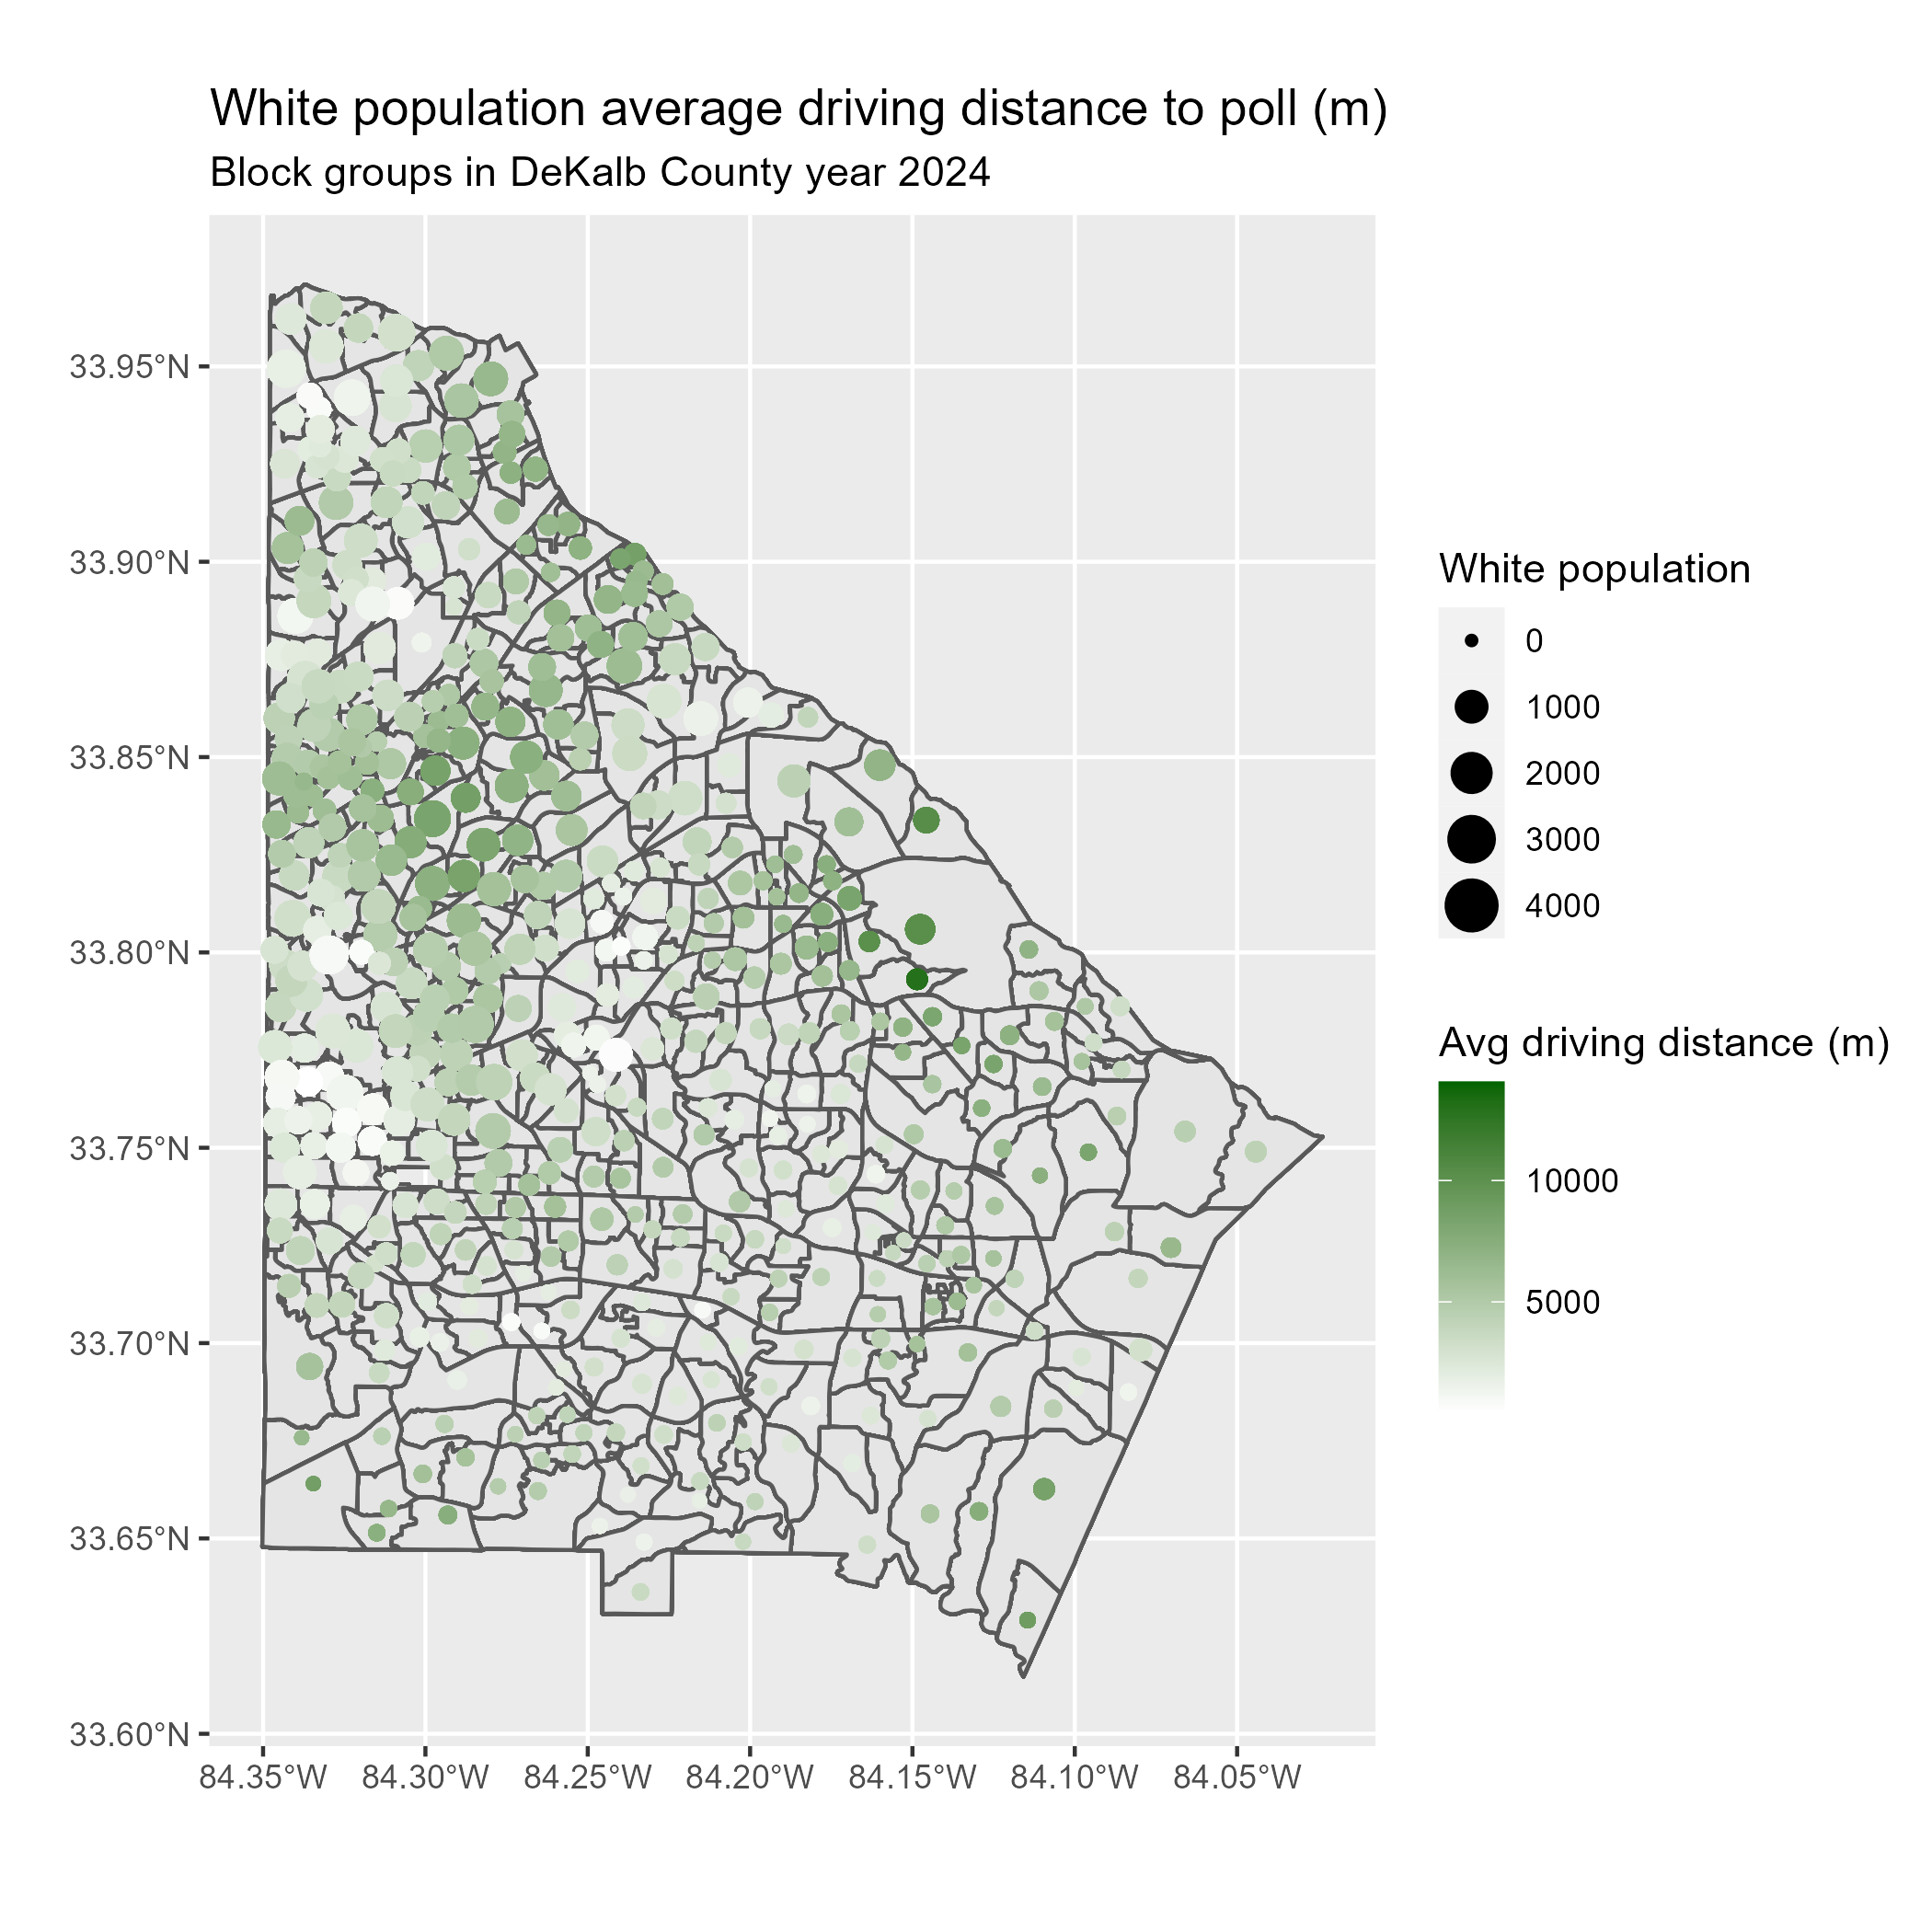 White population average driving distance to poll (m)
Block groups in DeKalb County year 2024
33.95°N
33.90°N
33.85°N
33.80°N
33.75°N
33.70°N
33.65°N
33.60°N
84.35°W
84.30°W
84.25°W
84.20°W
84.15°W
84.10°W
84.05°W
White population
0
1000
2000
3000
4000
Avg driving distance (m)
10000
5000